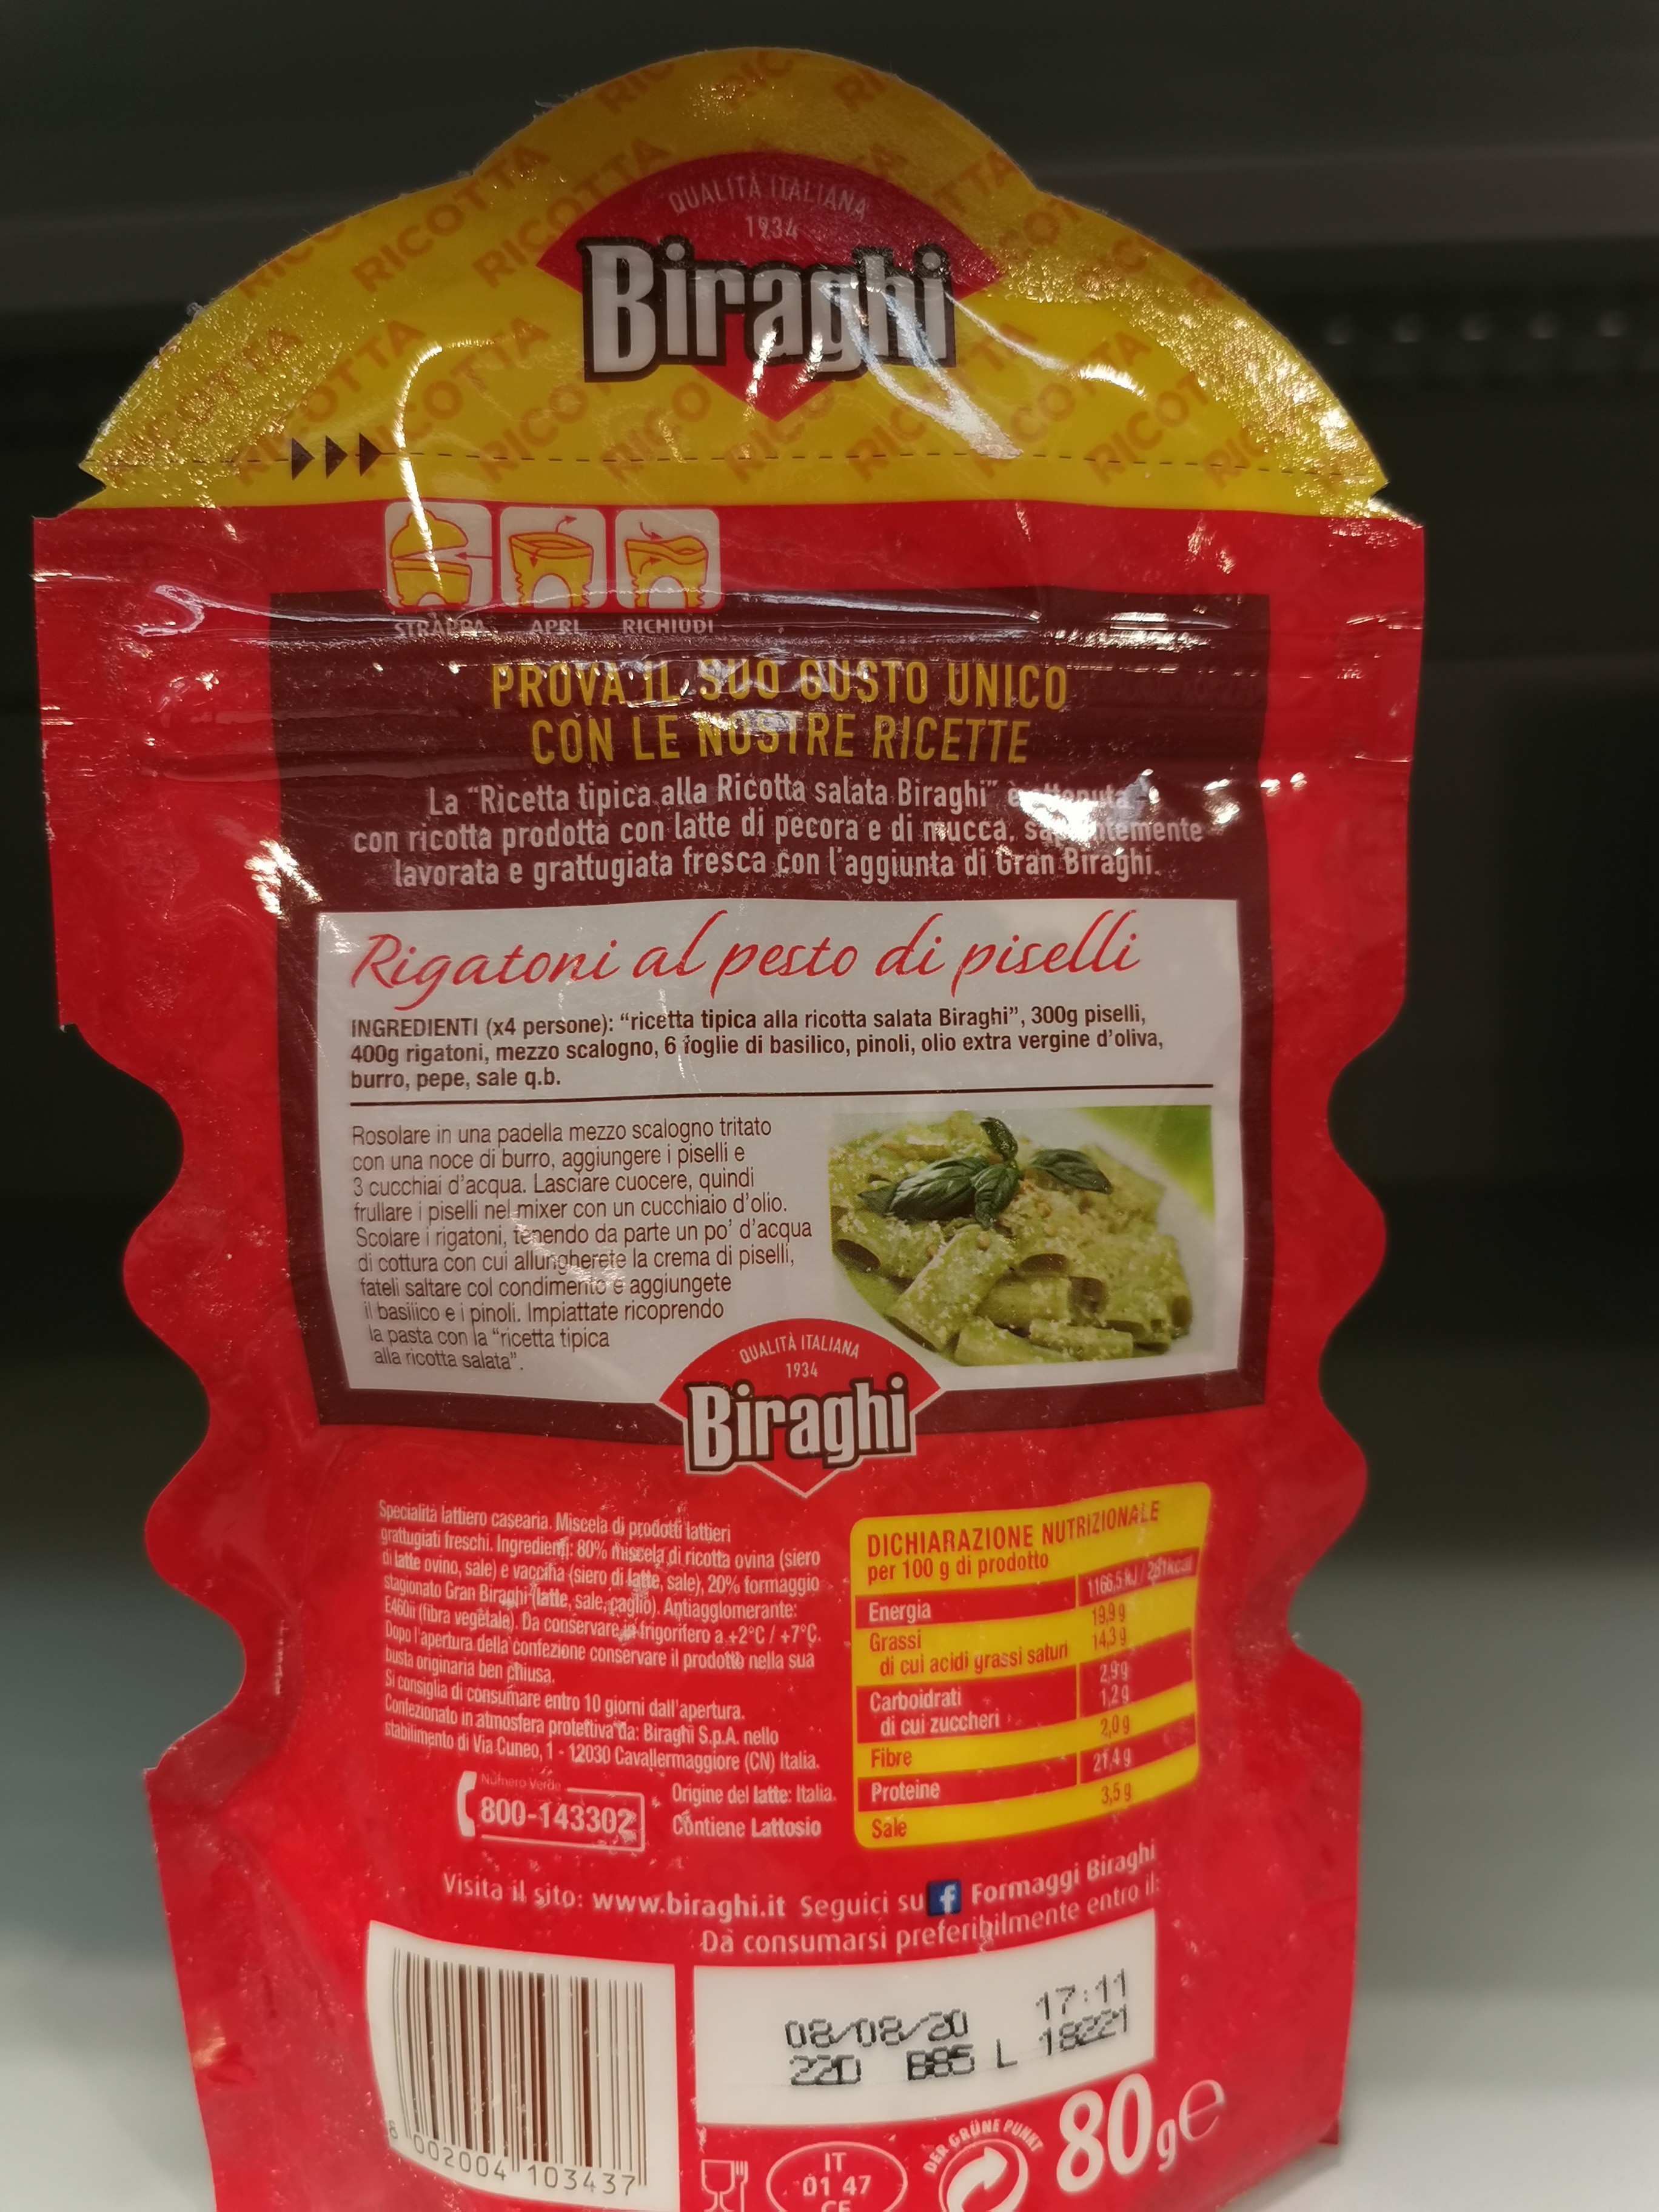 QUALITÀ ITALIANA
1934
Biraghi
STRAPPA APRI RICHIUDI
PROVA IL SUO GUSTO UNICO
CON LE NOSTRE RICETTE
La “Ricetta tipica alla Ricotta salata Biraghi” è
con ricotta prodotta con latte di pecora e di mucca,
lavorata e grattugiata fresca con l'aggiunta di Gran Biraghi.
Rigatoni al pesto di piselli
INGREDIENTI (x4 persone): “ricetta tipica alla ricotta salata Biraghi”, 300g piselli,
400g rigatoni, mezzo scalogno, 6 foglie di basilico, pinoli, olio extra vergine d'oliva,
burro, pepe, sale q.b.
Rosolare in una padella mezzo scalogno tritato
con una noce di burro, aggiungere i piselli e
3 cucchiai d'acqua. Lasciare cuocere, quindi
frullare i piselli nel mixer con un cucchiaio d'olio.
Scolare i rigatoni, tenendo da parte un po' d'acqua
di cottura con cui allungherete la crema di piselli,
fateli saltare col condimento e aggiungete
il basilico e i pinoli. Impiattate ricoprendo
la pasta con la “ricetta tipica
alla ricotta salata”.
QUALITÀ ITALIANA
1934
Biraghi
Specialità lattiero casearia. Miscela di prodotti lattieri
grattugiati freschi. Ingredienti: 80% miscela di ricotta ovina (siero
di latte ovino, sale) e vaccina (siero di latte, sale), 20% formaggio
stagionato Gran Biraghi (latte, sale, caglio). Antiagglomerante:
E460ii (fibra vegetale). Da conservare in frigorifero a +2°C / +7°C.
Dopo l'apertura della confezione conservare il prodotto nella sua
busta originaria ben chiusa.
Si consiglia di consumare entro 10 giorni dall'apertura.
Confezionato in atmosfera protettiva da: Biraghi S.p.A. nello
stabilimento di Via Cuneo, 1 - 12030 Cavallermaggiore (CN) Italia.
Numero Verde
800-143302
Origine del latte: Italia.
Contiene Lattosio
DICHIARAZIONE NUTRIZIONALE
per 100 g di prodotto
Energia 1166,5 kJ / 281kcal
Grassi 19,9 g
di cui acidi grassi saturi 14,3 g
Carboidrati 2,9 g
di cui zuccheri 1,2 g
Fibre 2,0 g
Proteine 21,4 g
Sale 3,5 g
Visita il sito: www.biraghi.it Seguici su f Formaggi Biraghi
Da consumarsi preferibilmente entro il:
08/08/20 17:11
22D B85 L 18221
8 002004 103437
IT
01 47
CE
DER GRÜNE PUNKT
80g e